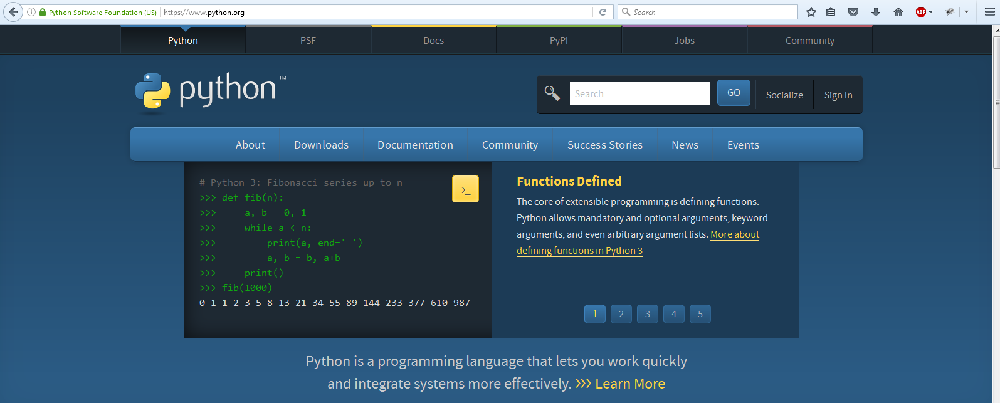 Python Software Foundation (US) https://www.python.org Search ABP
Python PSF Docs PyPI Jobs Community
python™
Search GO Socialize Sign In
About Downloads Documentation Community Success Stories News Events
# Python 3: Fibonacci series up to n
>>> def fib(n):
>>>     a, b = 0, 1
>>>     while a < n:
>>>         print(a, end=' ')
>>>         a, b = b, a+b
>>>     print()
>>> fib(1000)
0 1 1 2 3 5 8 13 21 34 55 89 144 233 377 610 987
>_
Functions Defined
The core of extensible programming is defining functions.
Python allows mandatory and optional arguments, keyword
arguments, and even arbitrary argument lists. More about
defining functions in Python 3
1 2 3 4 5
Python is a programming language that lets you work quickly
and integrate systems more effectively. >>> Learn More